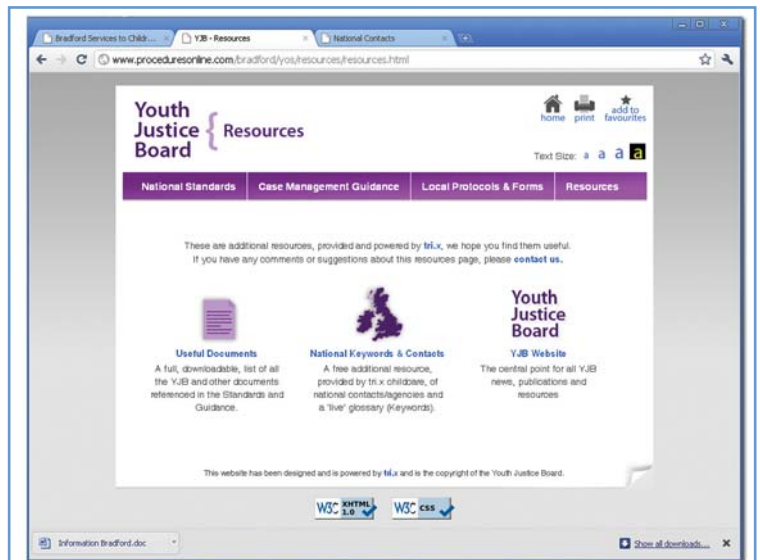 Bradford Services to Childr...
YJB - Resources
National Contacts
www.proceduresonline.com/bradford/yos/resources/resources.html
Youth
Justice { Resources
Board
home print add to favourites
Text Size: a a a a
National Standards Case Management Guidance Local Protocols & Forms Resources
These are additional resources, provided and powered by tri.x, we hope you find them useful.
If you have any comments or suggestions about this resources page, please contact us.
Useful Documents
A full, downloadable, list of all
the YJB and other documents
referenced in the Standards and
Guidance.
National Keywords & Contacts
A free additional resource,
provided by tri.x childcare, of
national contacts/agencies and
a 'live' glossary (Keywords).
Youth
Justice
Board
YJB Website
The central point for all YJB
news, publications and
resources
This website has been designed and is powered by tri.x and is the copyright of the Youth Justice Board.
W3C XHTML 1.0
W3C css
Information Bradford.doc
Show all downloads...